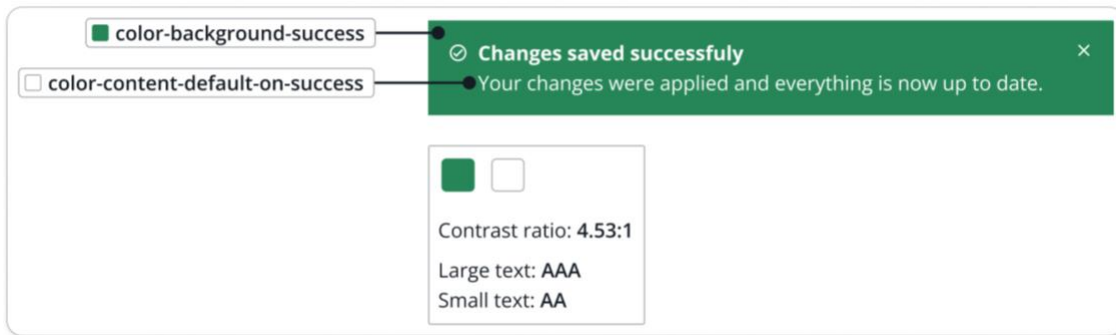 color-background-success
Changes saved successfuly
color-content-default-on-success
Your changes were applied and everything is now up to date.
Contrast ratio: 4.53:1
Large text: AAA
Small text: AA